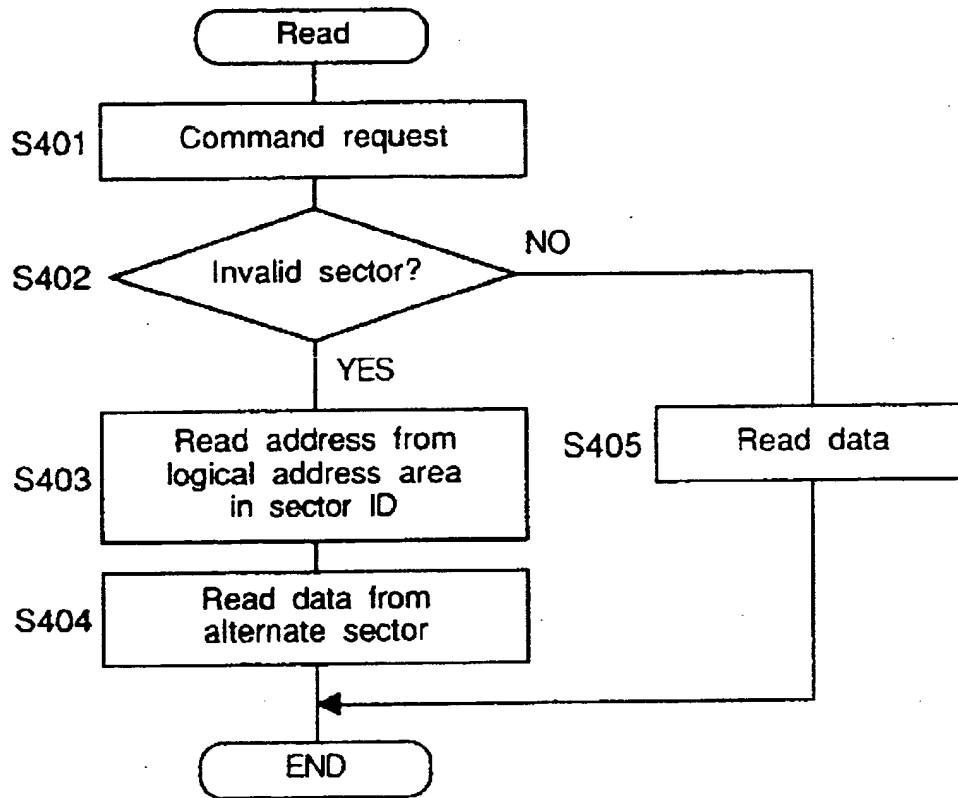 Read
S401
Command request
S402
Invalid sector?
NO
YES
S403
Read address from
logical address area
in sector ID
S405
Read data
S404
Read data from
alternate sector
END